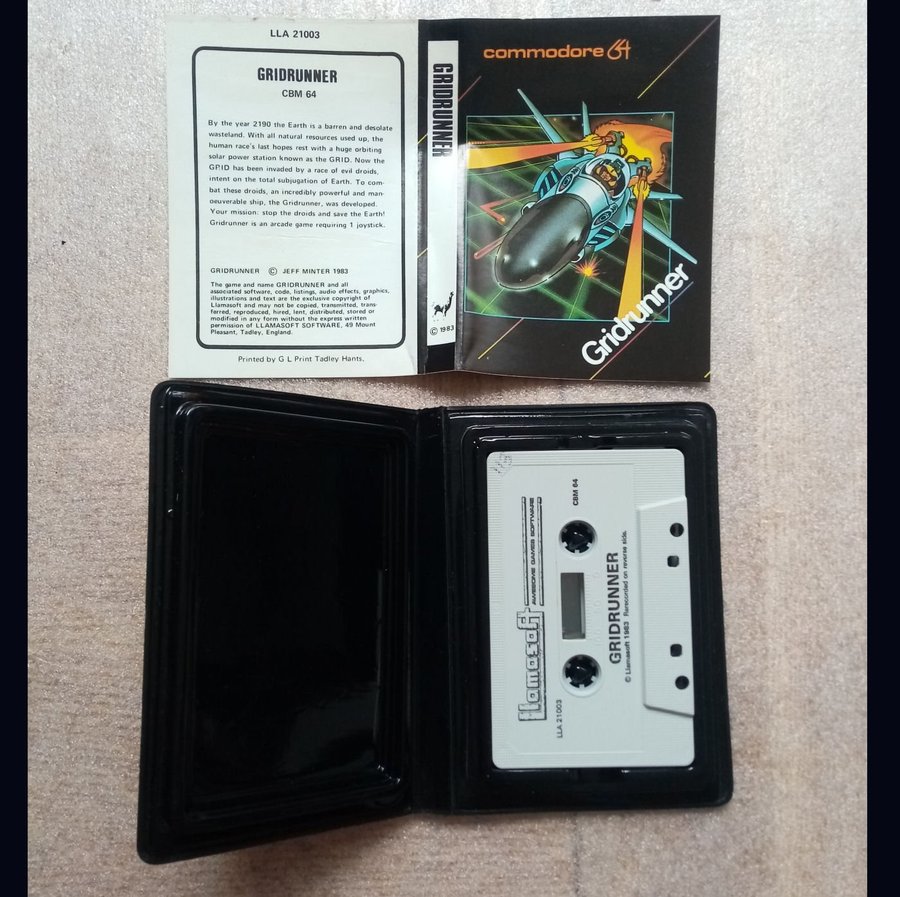 LLA 21003
GRIDRUNNER
CBM 64
By the year 2190 the Earth is a barren and desolate
wasteland. With all natural resources used up, the
human race's last hopes rest with a huge orbiting
solar power station known as the GRID. Now the
GRID has been invaded by a race of evil droids,
intent on the total subjugation of Earth. To com-
bat these droids, an incredibly powerful and man-
oeuverable ship, the Gridrunner, was developed.
Your mission: stop the droids and save the Earth!
Gridrunner is an arcade game requiring 1 joystick.
GRIDRUNNER © JEFF MINTER 1983
The game and name GRIDRUNNER and all
associated software, code, listings, audio effects, graphics,
illustrations and text are the exclusive copyright of
Llamasoft and may not be copied, transmitted, trans-
ferred, reproduced, hired, lent, distributed, stored or
modified in any form without the express written
permission of LLAMASOFT SOFTWARE, 49 Mount
Pleasant, Tadley, England.
Printed by G L Print Tadley Hants.
GRIDRUNNER
© 1983
commodore 64
Gridrunner
llamasoft
AWESOME GAMES SOFTWARE
LLA 21003
CBM 64
GRIDRUNNER
© Llamasoft 1983 Rerecorded on reverse side.